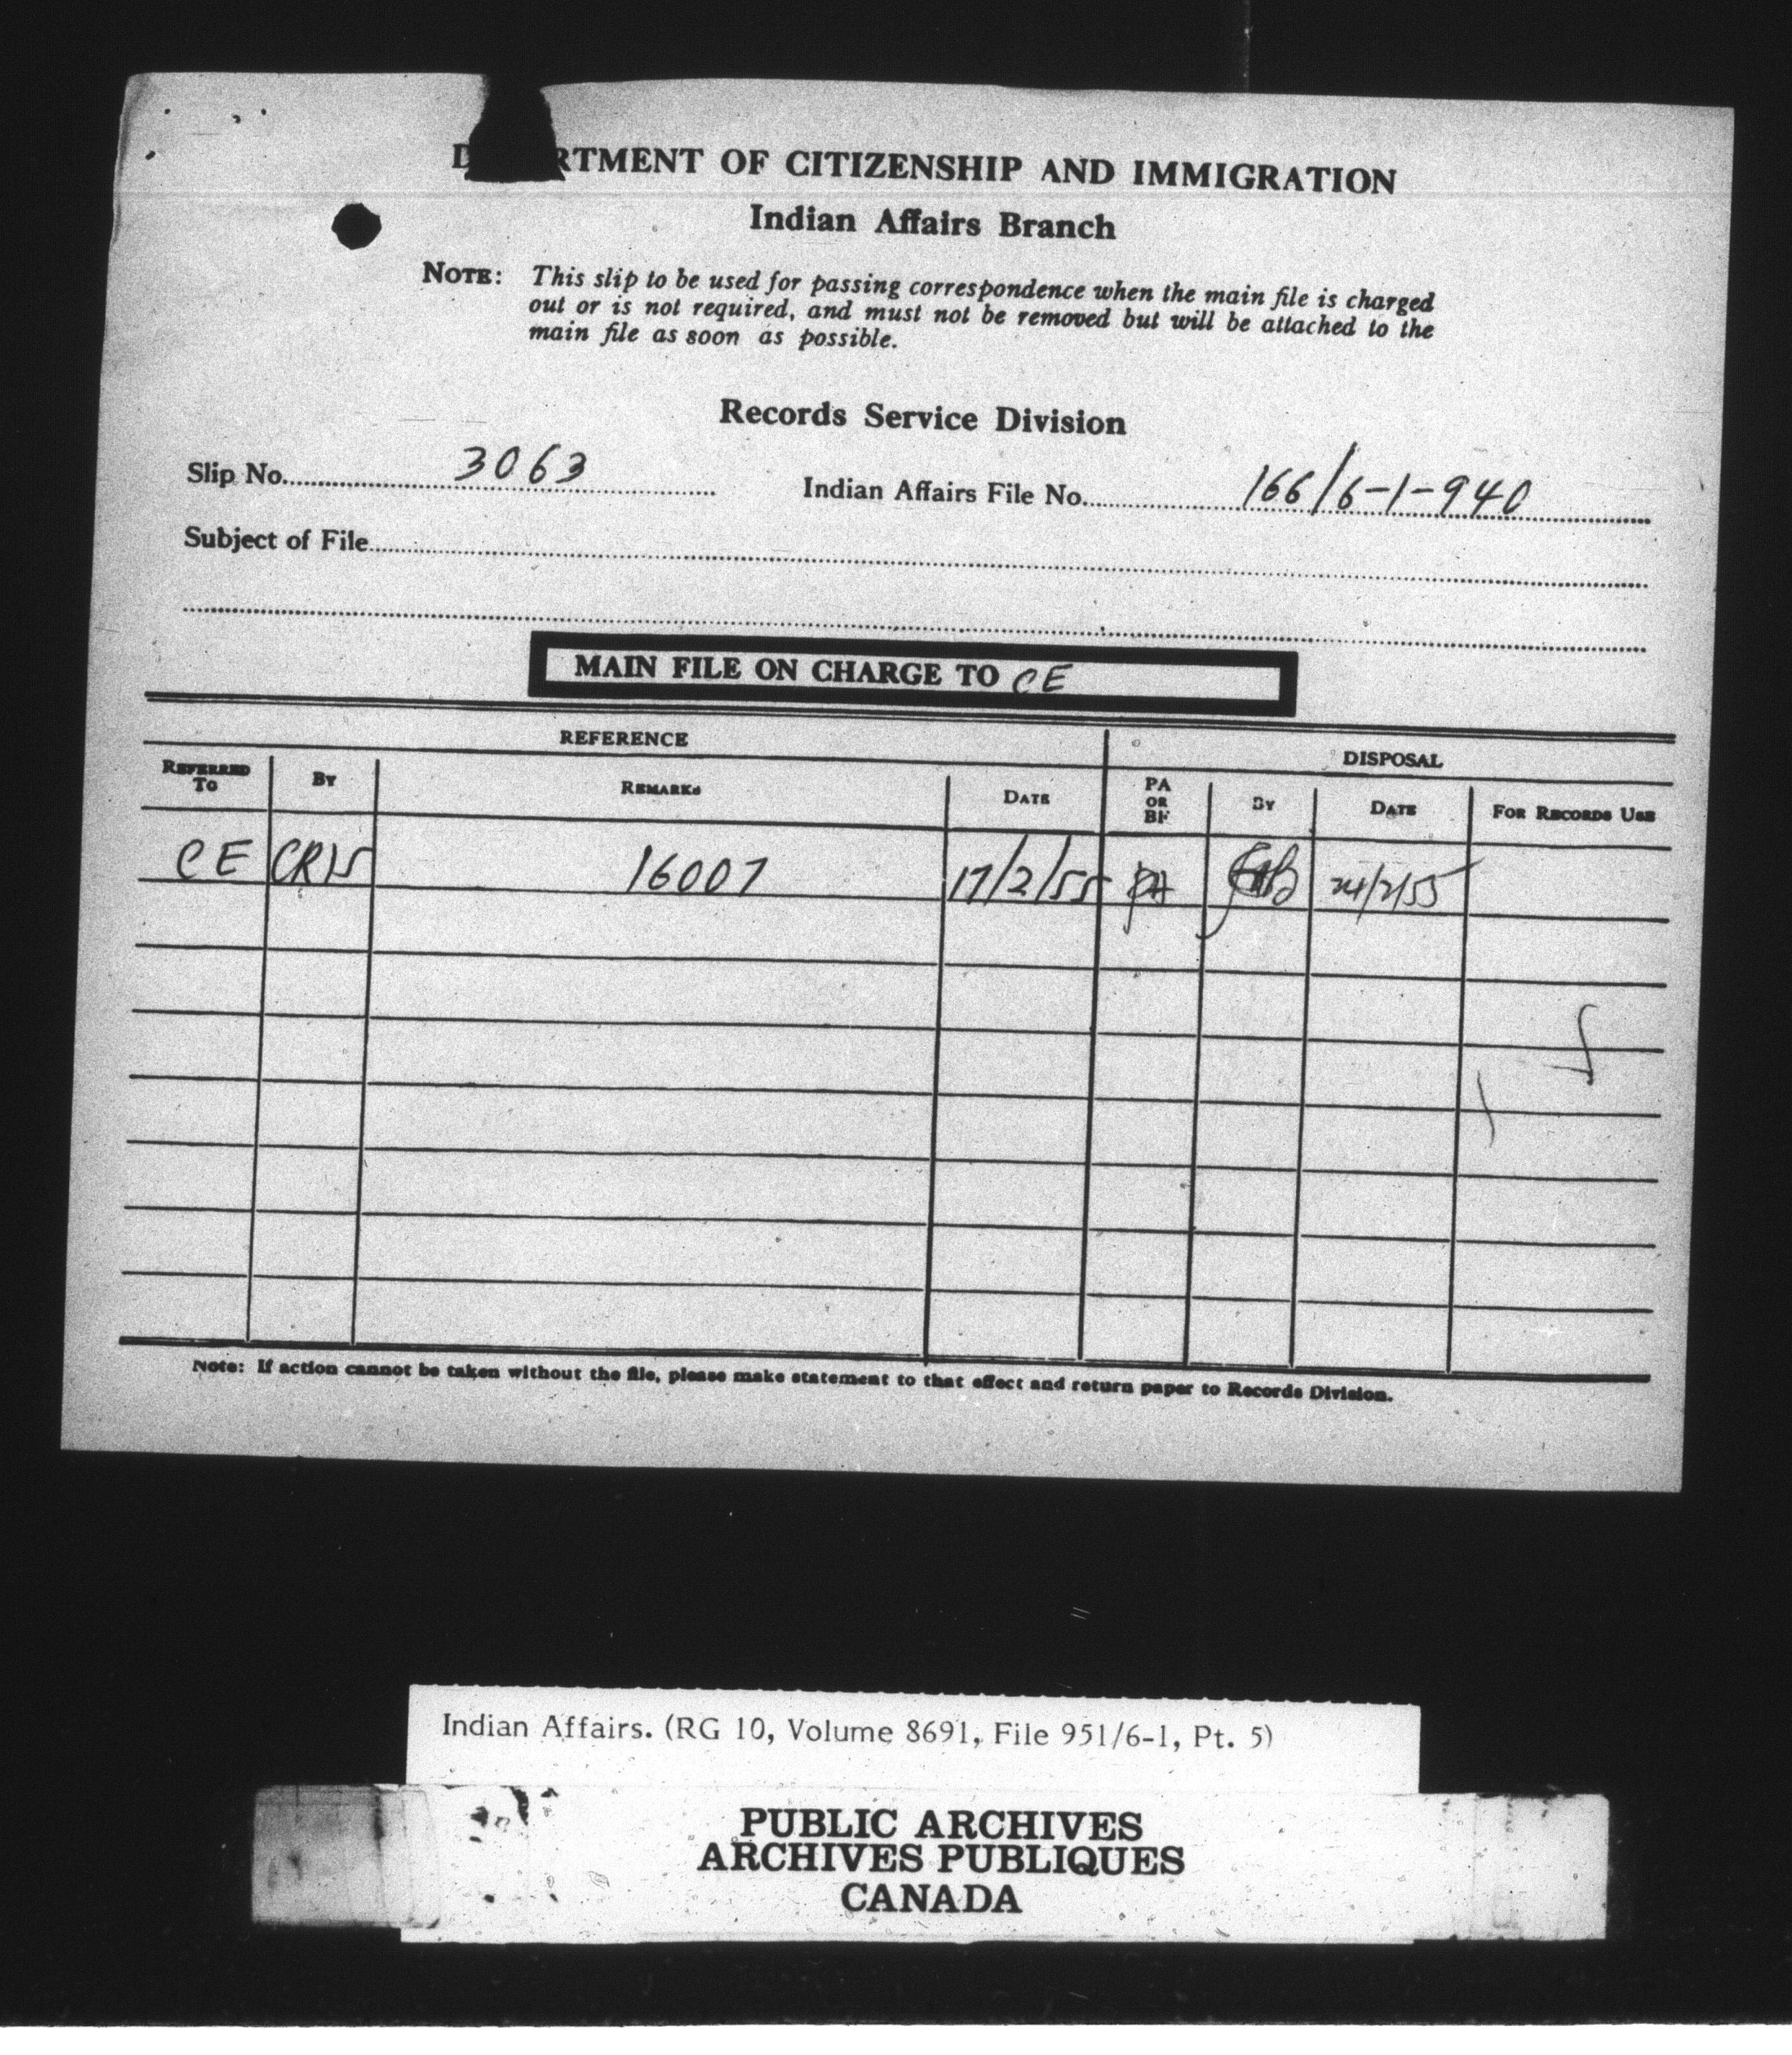 D RTMENT OF CITIZENSHIP AND IMMIGRATION
Indian Affairs Branch
NOTE: This slip to be used for passing correspondence when the main file is charged
out or is not required, and must not be removed but will be attached to the
main file as soon as possible.
Records Service Division
Slip No. 3063 Indian Affairs File No. 166/6-1-940
Subject of File
MAIN FILE ON CHARGE TO CE
REFERENCE DISPOSAL
REFERRED TO BY REMARKS DATE PA OR BF BY DATE FOR RECORDS USE
CE CR15 16007 17/2/55 PA 24/2/55
Note: If action cannot be taken without the file, please make statement to that effect and return paper to Records Division.
Indian Affairs. (RG 10, Volume 8691, File 951/6-1, Pt. 5)
PUBLIC ARCHIVES
ARCHIVES PUBLIQUES
CANADA